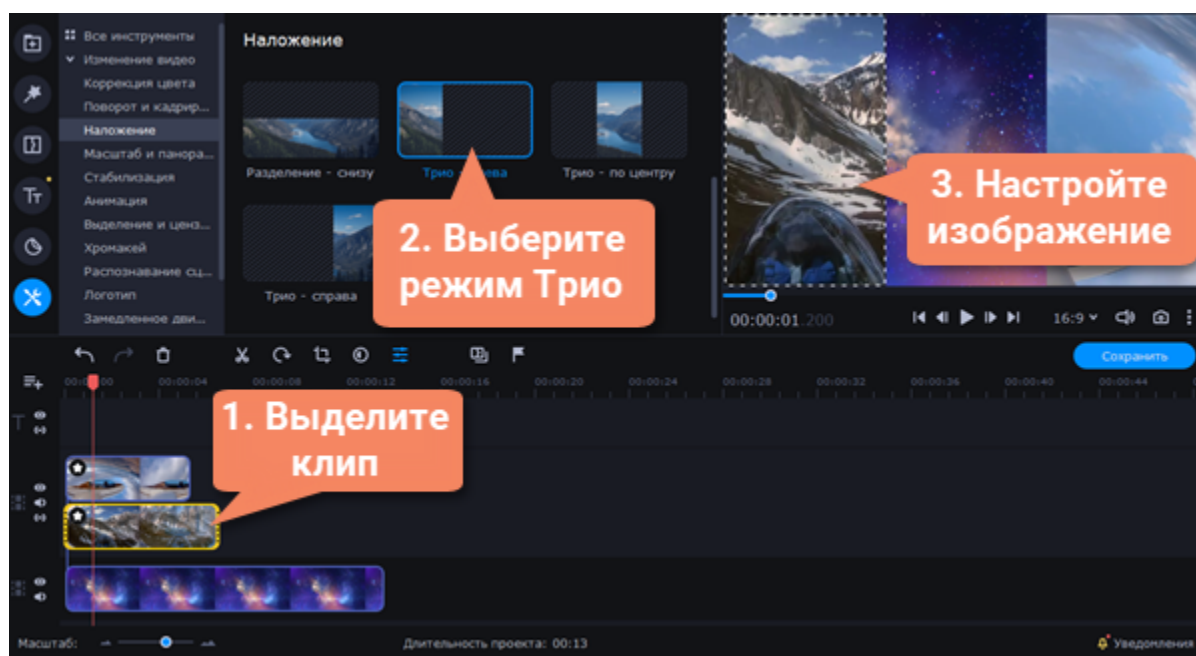 Все инструменты
Изменение видео
Коррекция цвета
Поворот и кадрир...
Наложение
Масштаб и панора...
Стабилизация
Анимация
Выделение и ценз...
Хромакей
Распознавание сц...
Логотип
Замедленное дви...
Наложение
Разделение - снизу
Трио - слева
Трио - по центру
Трио - справа
2. Выберите
режим Трио
3. Настройте
изображение
00:00:01.200
16:9
Сохранить
00:00:04
00:00:08
00:00:12
00:00:16
00:00:20
00:00:24
00:00:28
00:00:32
00:00:36
00:00:40
00:00:44
1. Выделите
клип
Масштаб:
Длительность проекта: 00:13
Уведомления